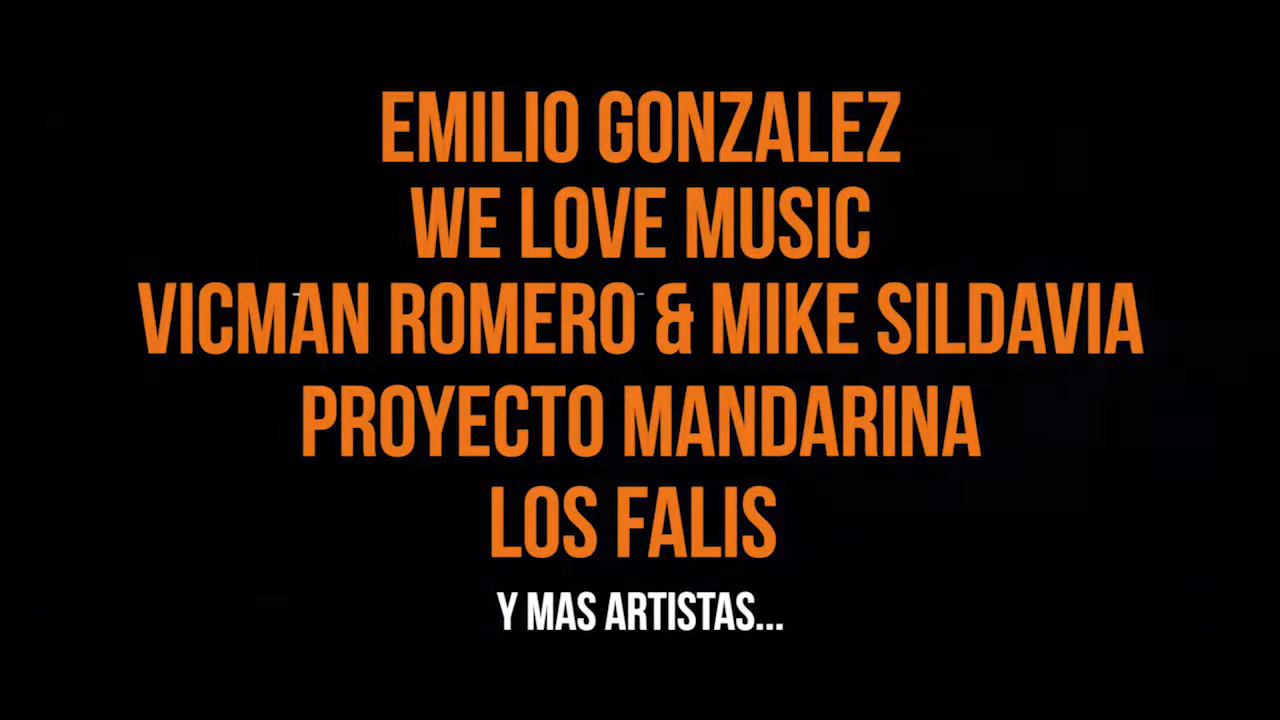 EMILIO GONZALEZ
WE LOVE MUSIC
VICMAN ROMERO & MIKE SILDAVIA
PROYECTO MANDARINA
LOS FALIS
Y MAS ARTISTAS...